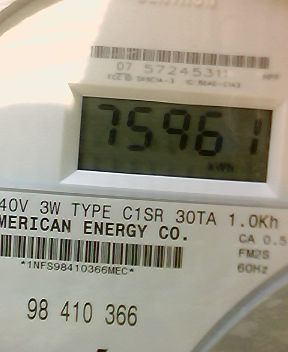 07 57245311
75961
kWh
40V 3W TYPE C1SR 30TA 1.0Kh
MERICAN ENERGY CO.
CA 0.5
FM2S
60Hz
*1NFS98410366MEC*
98 410 366